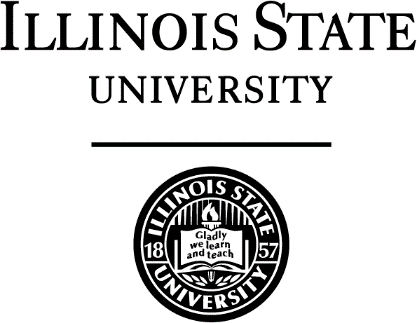 ILLINOIS STATE
UNIVERSITY
ILLINOIS STATE
Gladly
we learn
and teach
18 57
UNIVERSITY